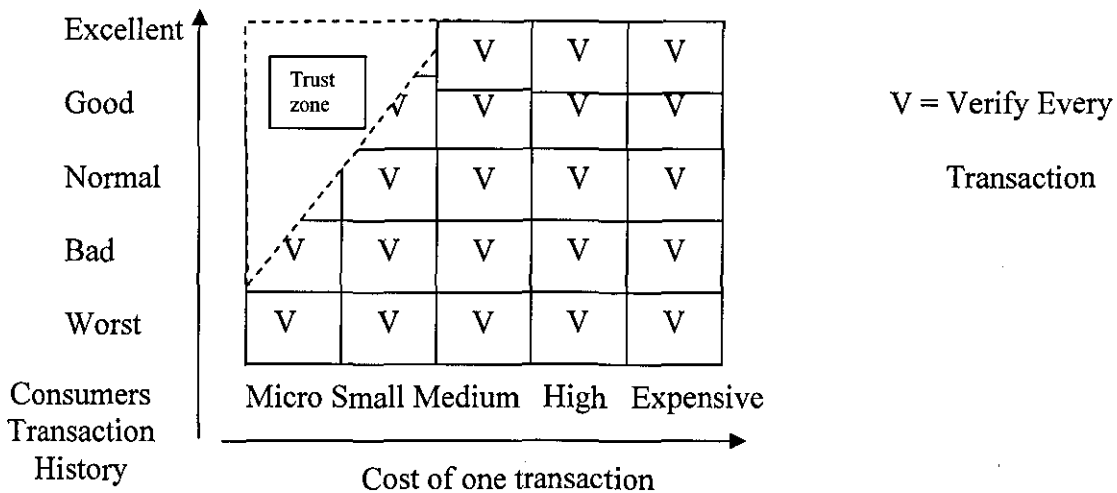 Excellent V V V
Trust
zone
Good V V V V V = Verify Every
Normal V V V V Transaction
Bad V V V V V
Worst V V V V V
Consumers Micro Small Medium High Expensive
Transaction
History
Cost of one transaction